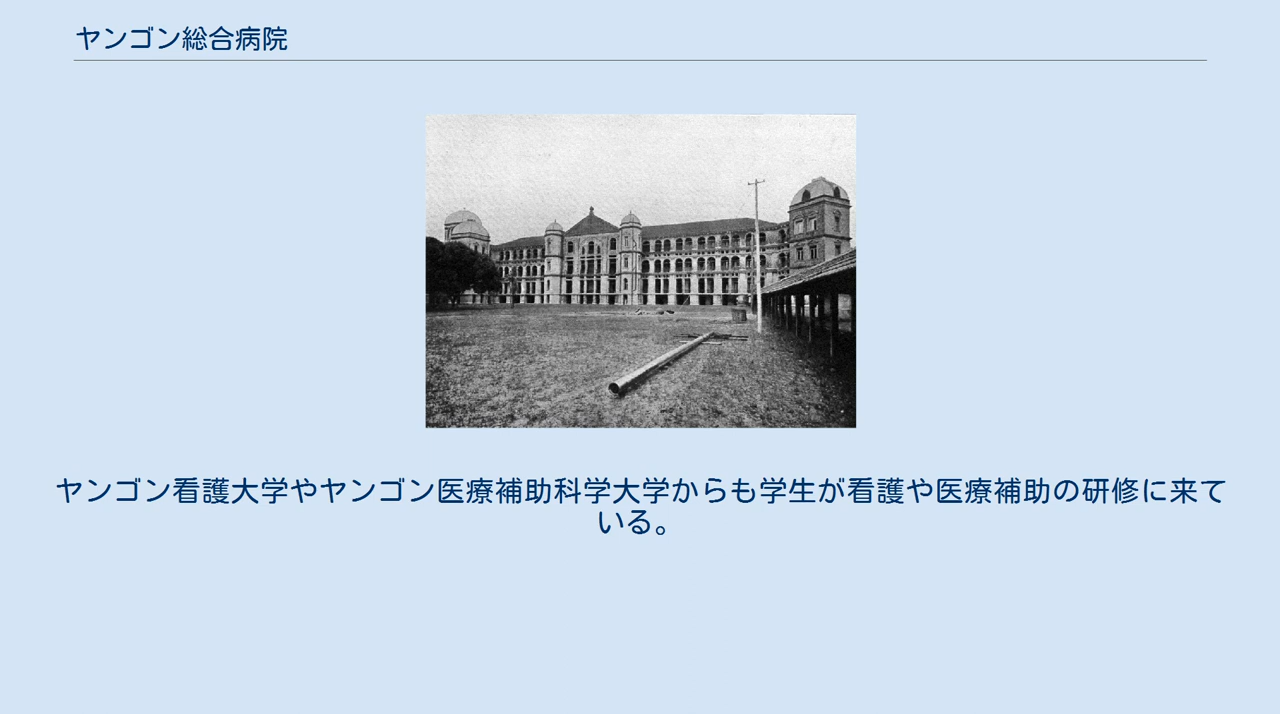 ヤンゴン総合病院
ヤンゴン看護大学やヤンゴン医療補助科学大学からも学生が看護や医療補助の研修に来て
いる。